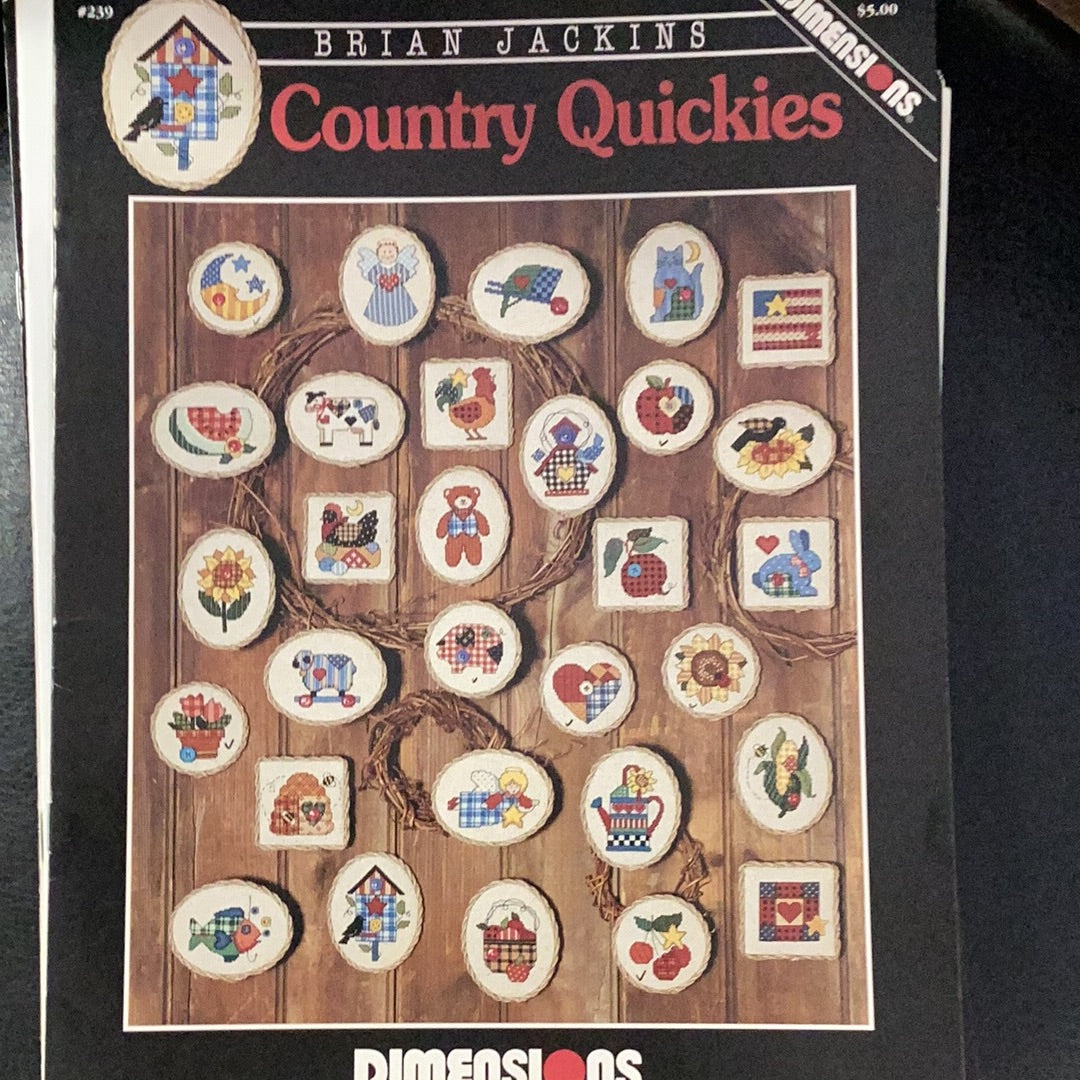 #239
$5.00
BRIAN JACKINS
DIMENSIONS®
Country Quickies
DIMENSIONS